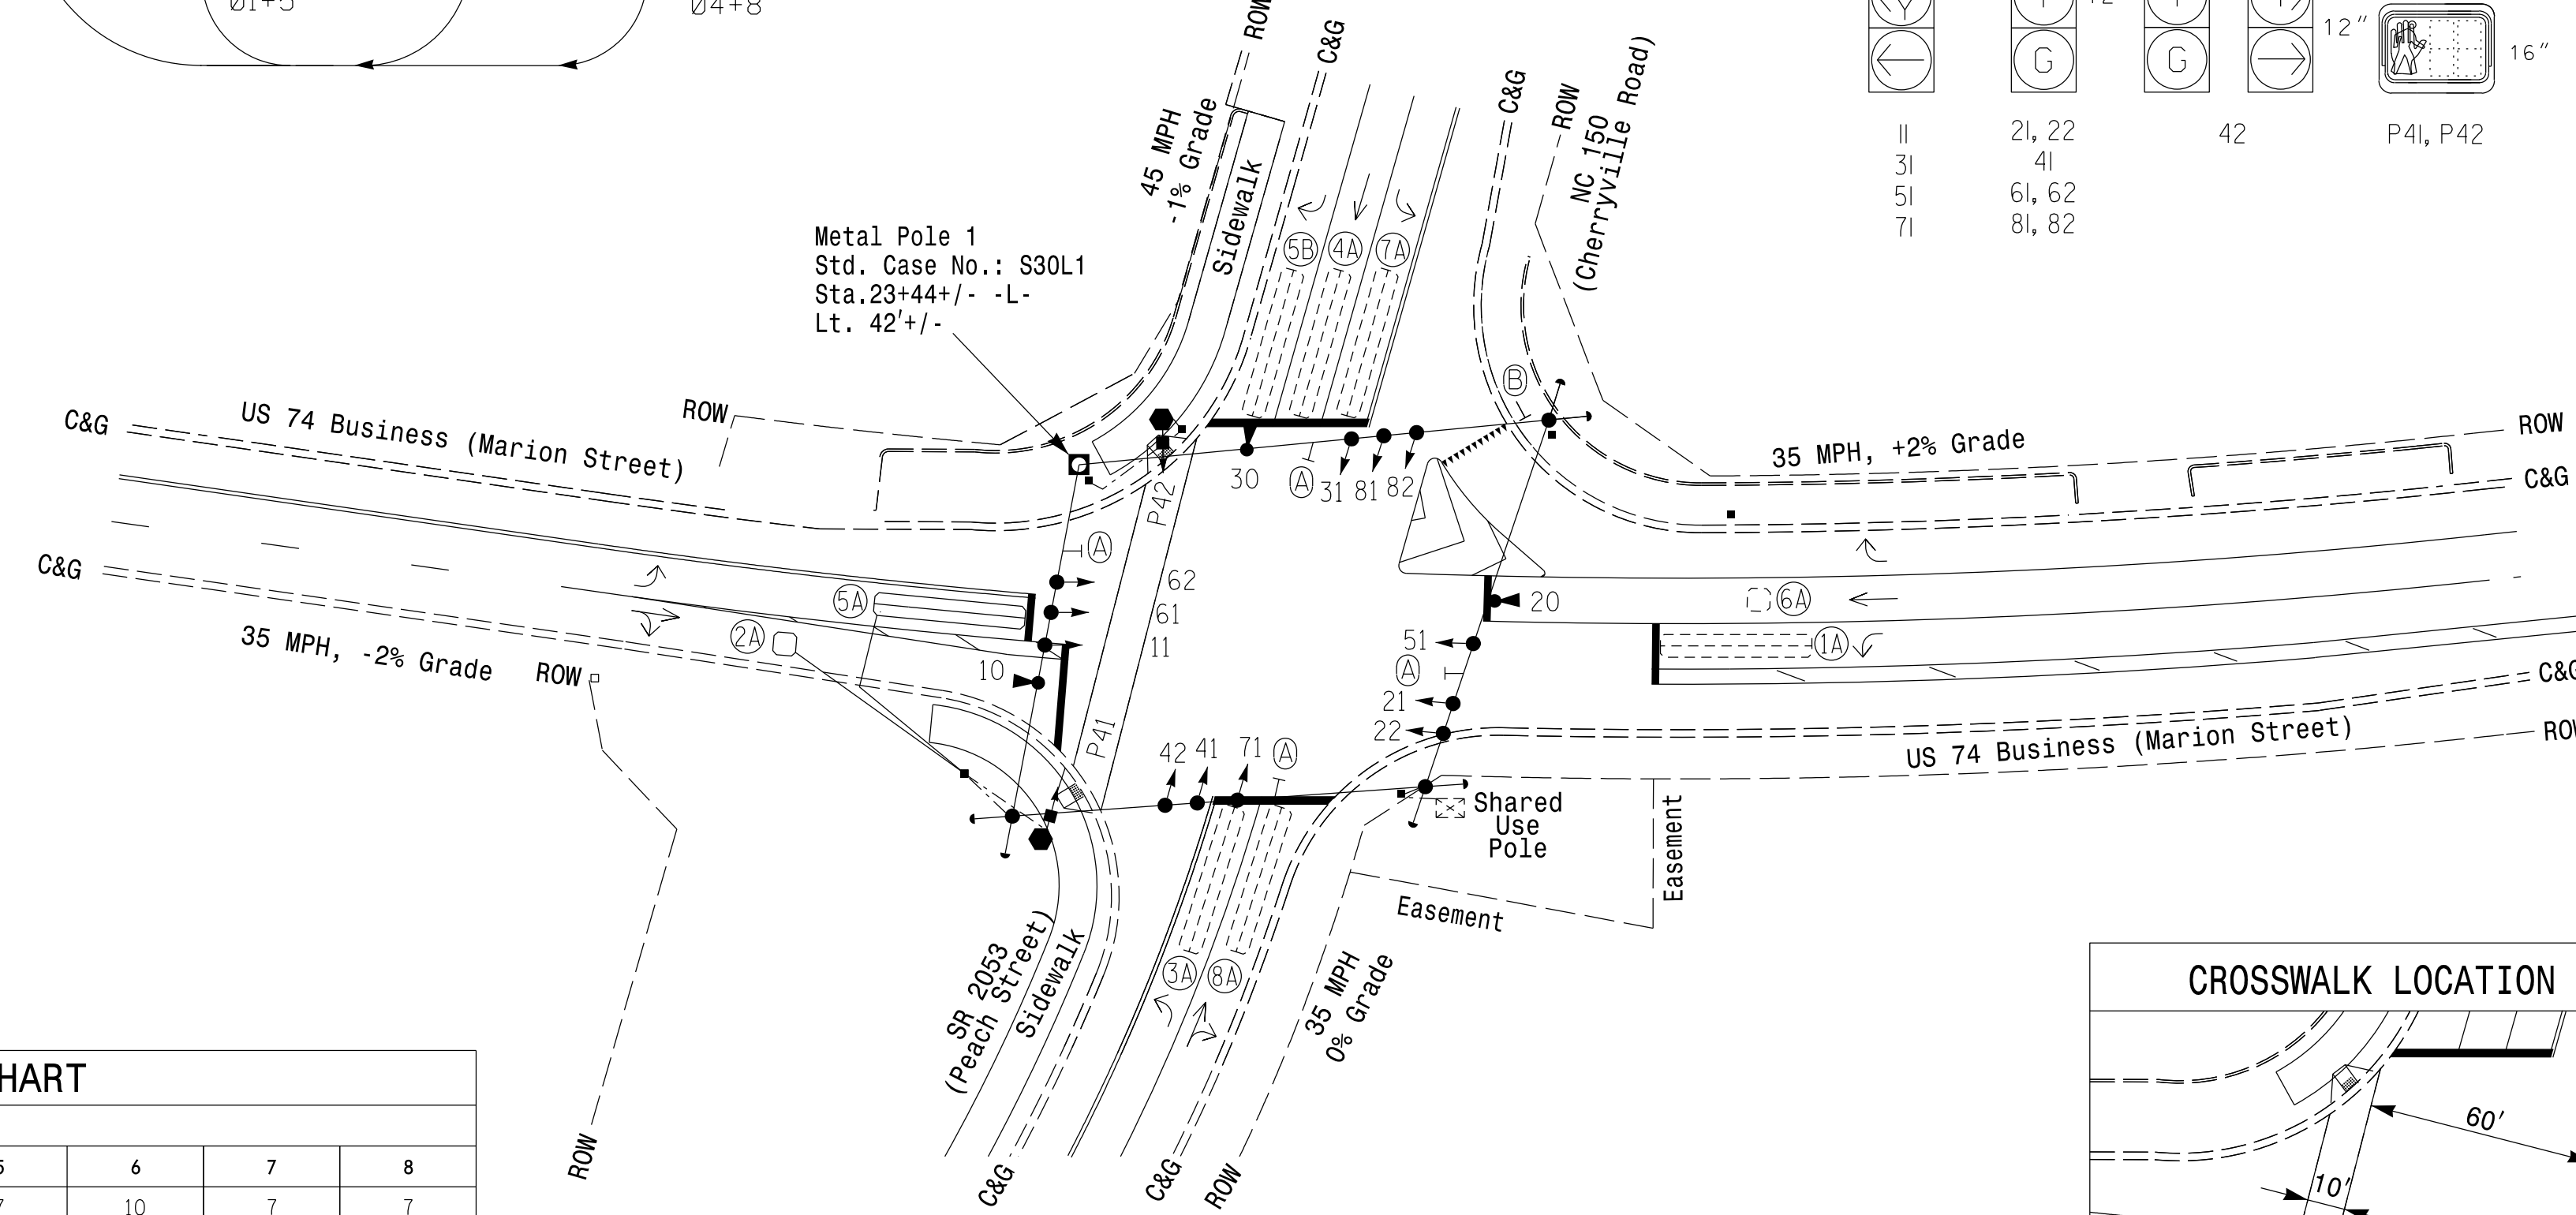 Ø4+8
12"
16"
Y
G
G
11
31
51
71
21, 22
41
61, 62
81, 82
42
P41, P42
ROW
C&G
C&G
ROW
NC 150
(Cherryville Road)
45 MPH
-1% Grade
Sidewalk
Metal Pole 1
Std. Case No.: S30L1
Sta.23+44+/- -L-
Lt. 42'+/-
5B
4A
7A
B
C&G
US 74 Business (Marion Street)
ROW
35 MPH, +2% Grade
ROW
C&G
30
A
31
81
82
P42
A
62
61
11
10
C&G
5A
2A
35 MPH, -2% Grade
ROW
20
6A
1A
51
A
21
22
C&G
US 74 Business (Marion Street)
ROW
P41
42
41
71
A
Shared
Use
Pole
Easement
Easement
3A
8A
SR 2053
(Peach Street)
Sidewalk
35 MPH
0% Grade
ROW
C&G
C&G
ROW
CROSSWALK LOCATION
60'
10'
HART
6
7
8
10
7
7